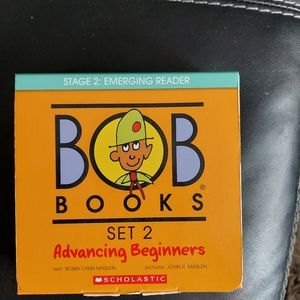 STAGE 2: EMERGING READER
BOB
BOOKS®
SET 2
Advancing Beginners
text BOBBY LYNN MASLEN pictures JOHN R. MASLEN
SCHOLASTIC